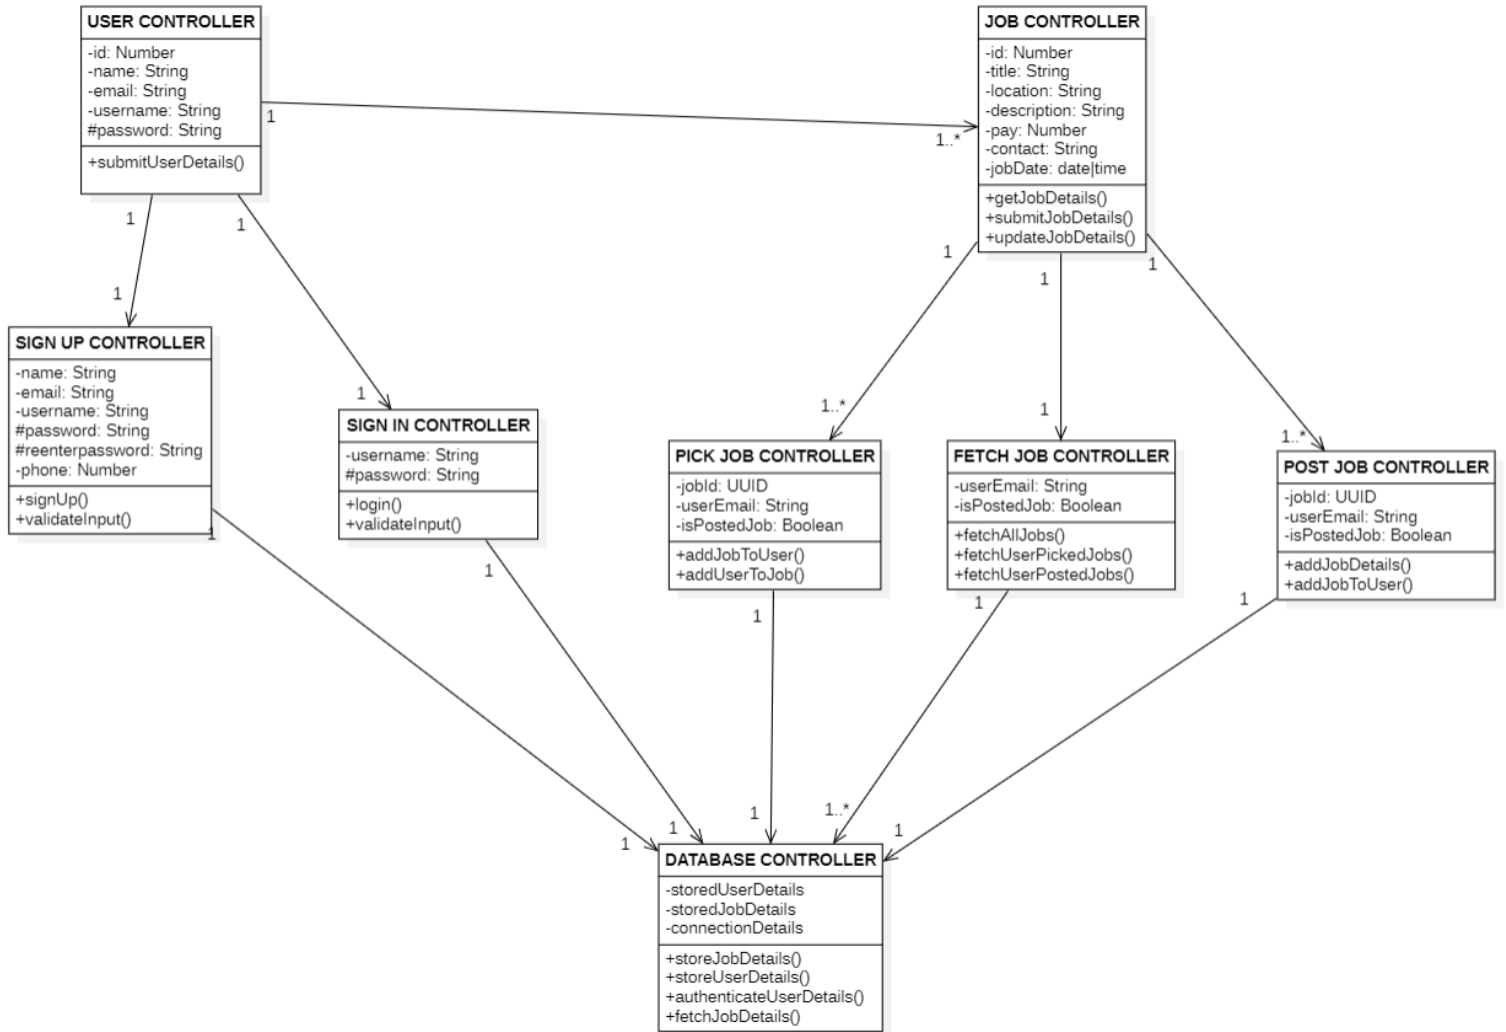 USER CONTROLLER
-id: Number
-name: String
-email: String
-username: String
#password: String
+submitUserDetails()
JOB CONTROLLER
-id: Number
-title: String
-location: String
-description: String
-pay: Number
-contact: String
-jobDate: date|time
+getJobDetails()
+submitJobDetails()
+updateJobDetails()
1
1..*
1
1
1
1
1
1
1
1..*
1
1..*
SIGN UP CONTROLLER
-name: String
-email: String
-username: String
#password: String
#reenterpassword: String
-phone: Number
+signUp()
+validateInput()
1
SIGN IN CONTROLLER
-username: String
#password: String
+login()
+validateInput()
1
PICK JOB CONTROLLER
-jobId: UUID
-userEmail: String
-isPostedJob: Boolean
+addJobToUser()
+addUserToJob()
1
FETCH JOB CONTROLLER
-userEmail: String
-isPostedJob: Boolean
+fetchAllJobs()
+fetchUserPickedJobs()
+fetchUserPostedJobs()
1
POST JOB CONTROLLER
-jobId: UUID
-userEmail: String
-isPostedJob: Boolean
+addJobDetails()
+addJobToUser()
1
1
1
1
1..*
1
DATABASE CONTROLLER
-storedUserDetails
-storedJobDetails
-connectionDetails
+storeJobDetails()
+storeUserDetails()
+authenticateUserDetails()
+fetchJobDetails()